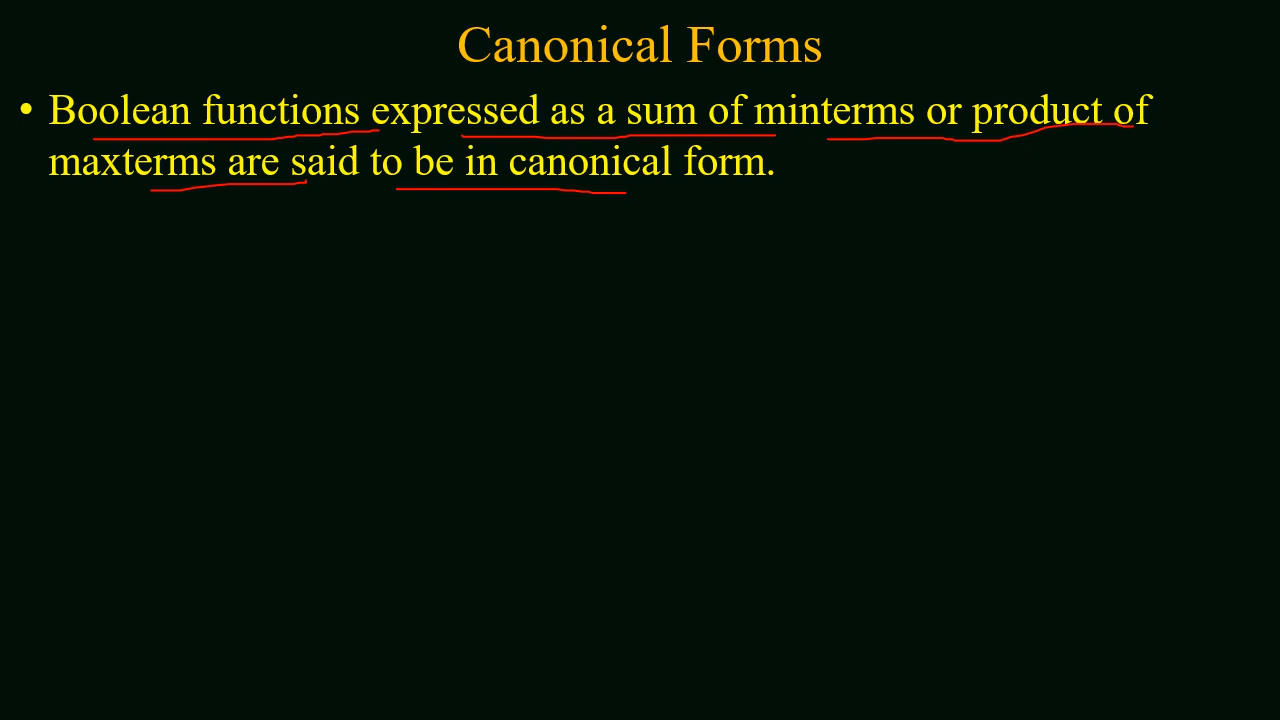 Canonical Forms
• Boolean functions expressed as a sum of minterms or product of
maxterms are said to be in canonical form.